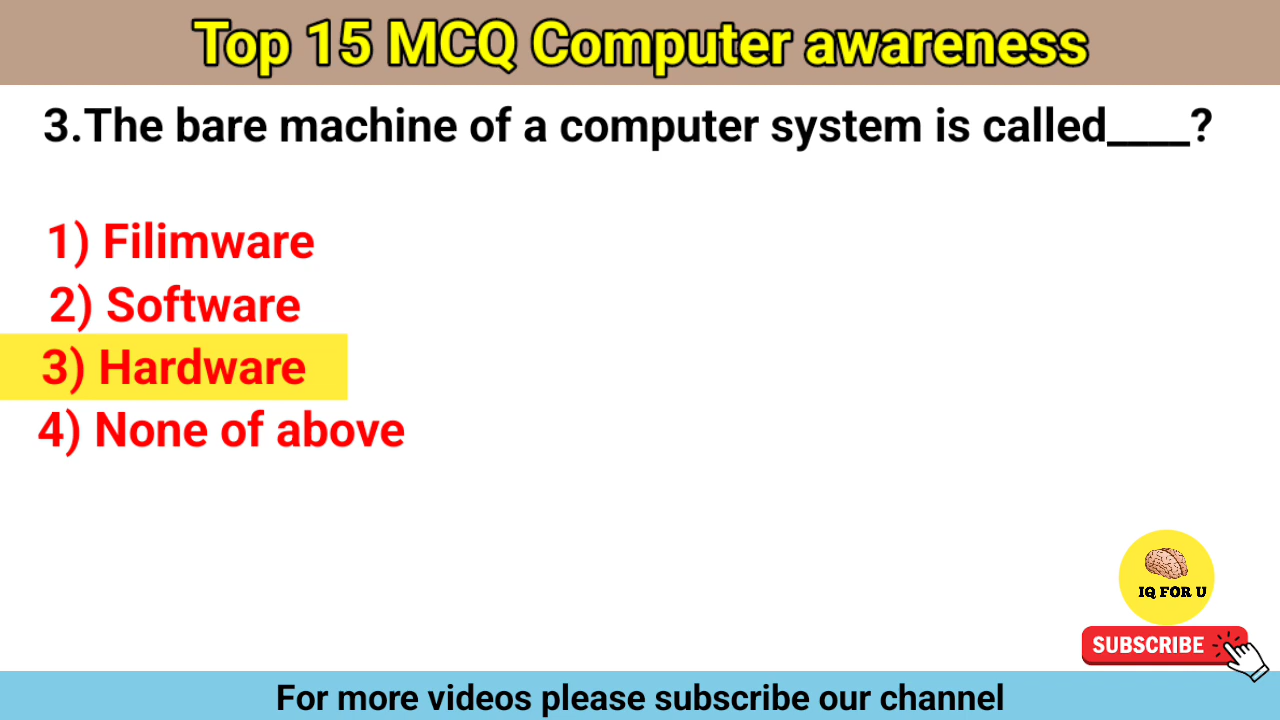 Top 15 MCQ Computer awareness
3.The bare machine of a computer system is called____?
1) Filimware
2) Software
3) Hardware
4) None of above
IQ FOR U
SUBSCRIBE
For more videos please subscribe our channel